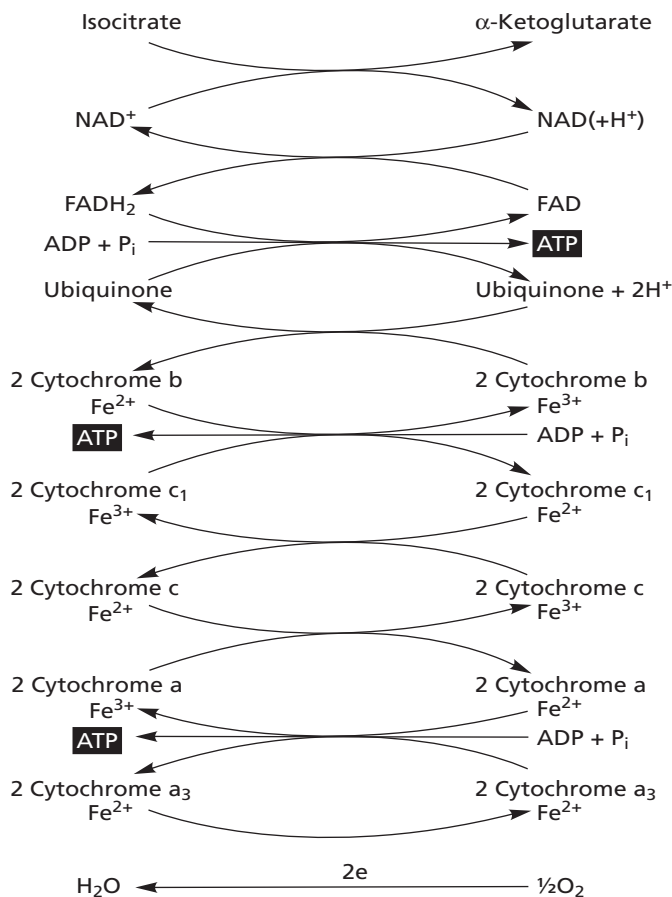 Isocitrate α-Ketoglutarate
NAD⁺ NAD(+H⁺)
FADH₂ FAD
ADP + Pᵢ ATP
Ubiquinone Ubiquinone + 2H⁺
2 Cytochrome b 2 Cytochrome b
Fe²⁺ Fe³⁺
ATP ADP + Pᵢ
2 Cytochrome c₁ 2 Cytochrome c₁
Fe³⁺ Fe²⁺
2 Cytochrome c 2 Cytochrome c
Fe²⁺ Fe³⁺
2 Cytochrome a 2 Cytochrome a
Fe³⁺ Fe²⁺
ATP ADP + Pᵢ
2 Cytochrome a₃ 2 Cytochrome a₃
Fe²⁺ Fe²⁺
2e
H₂O ½O₂